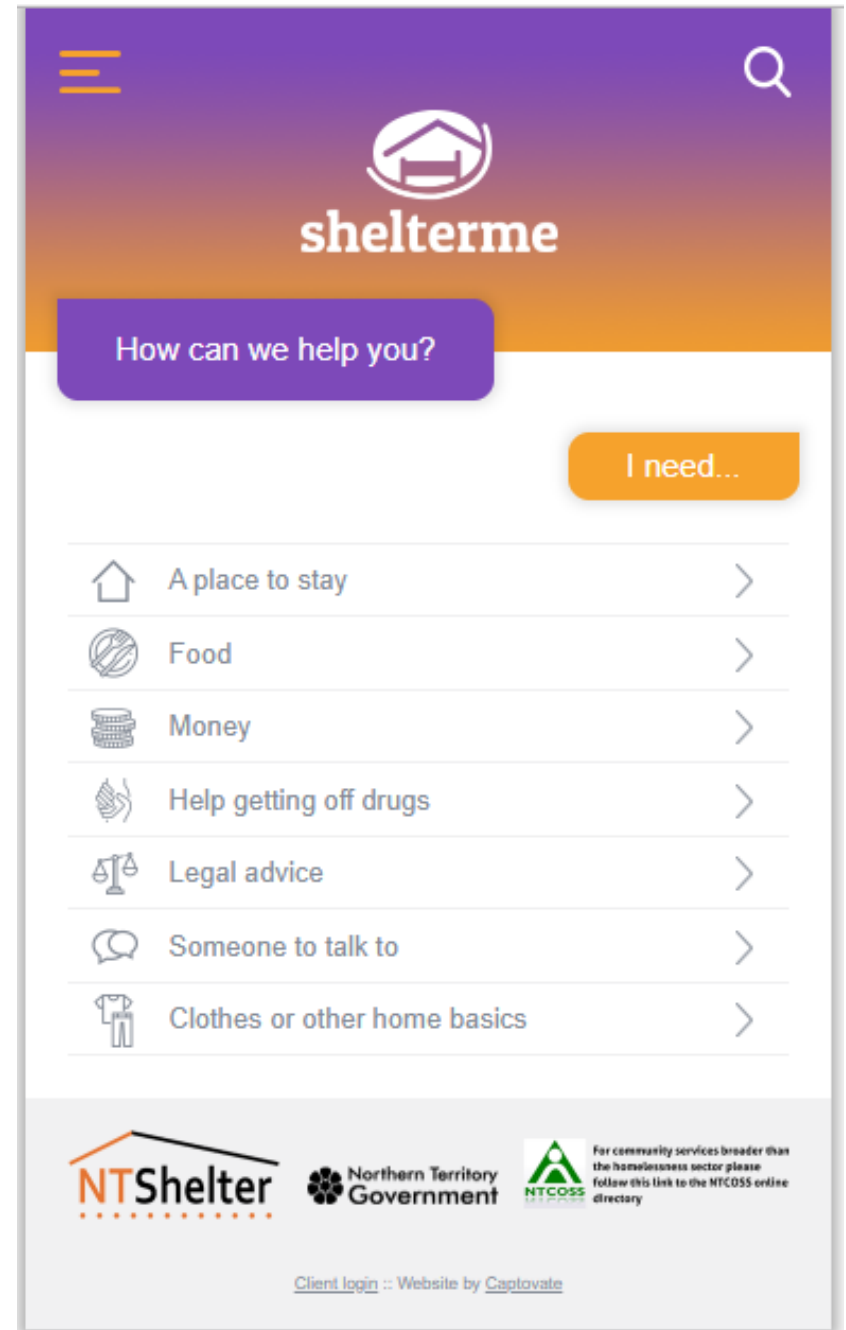 shelterme
How can we help you?
I need...
A place to stay
Food
Money
Help getting off drugs
Legal advice
Someone to talk to
Clothes or other home basics
NTShelter
Northern Territory
Government
NTCOSS
For community services broader than
the homelessness sector please
follow this link to the NTCOSS online
directory
Client login :: Website by Captovate